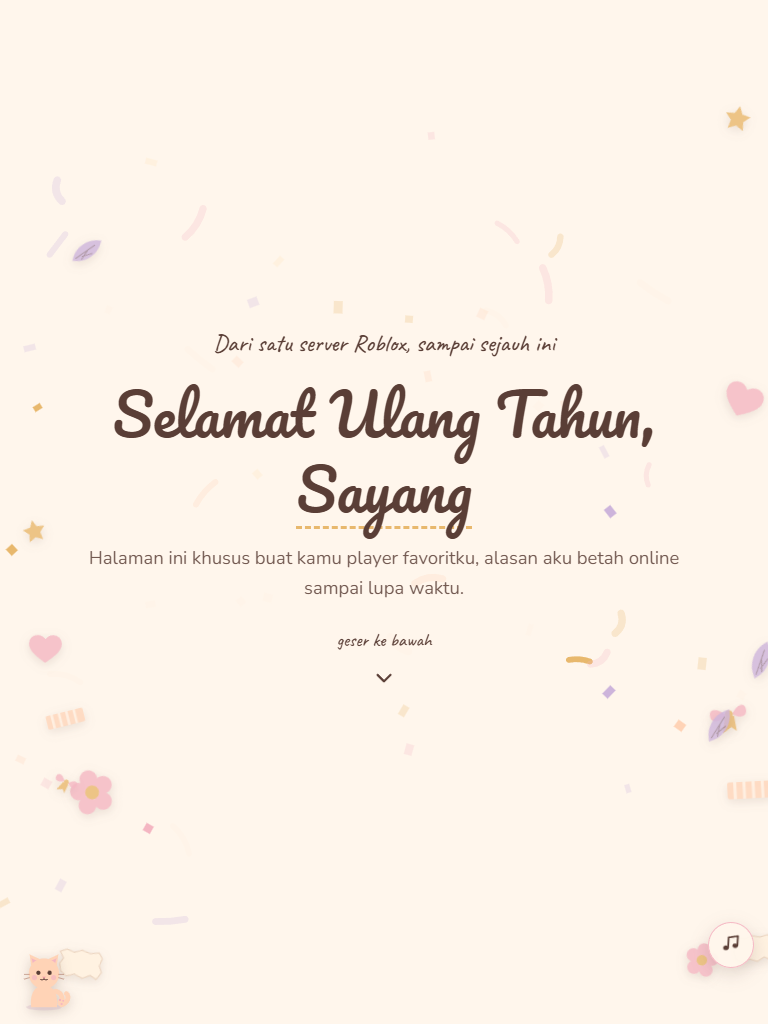 Dari satu server Roblox, sampai sejauh ini
Selamat Ulang Tahun,
Sayang
Halaman ini khusus buat kamu player favoritku, alasan aku betah online
sampai lupa waktu.
geser ke bawah